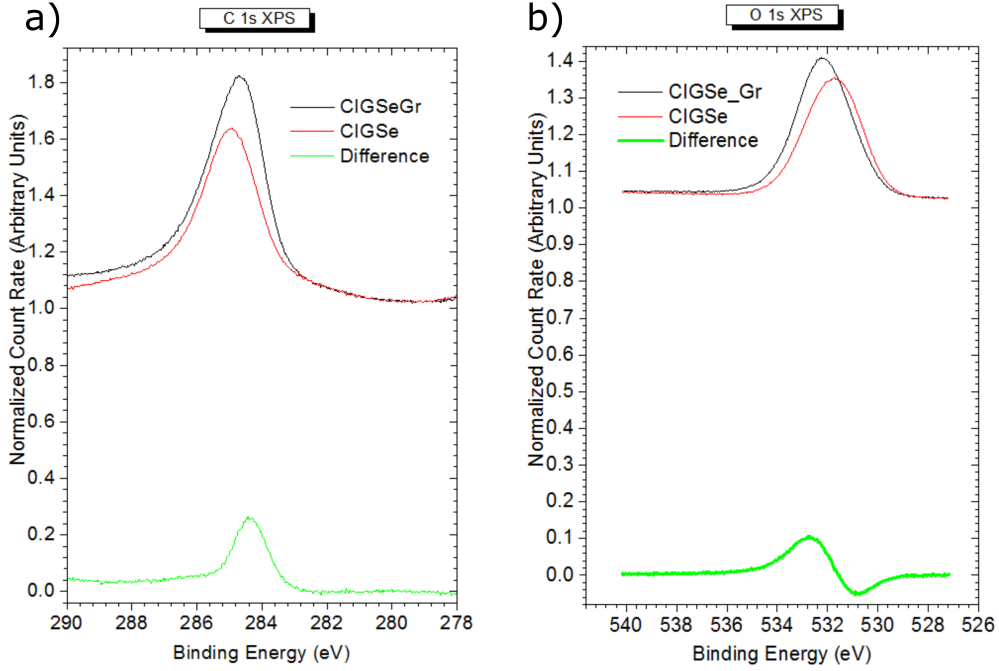 a)
C 1s XPS
CIGSeGr
CIGSe
Difference
Normalized Count Rate (Arbitrary Units)
1.8
1.6
1.4
1.2
1.0
0.8
0.6
0.4
0.2
0.0
290 288 286 284 282 280 278
Binding Energy (eV)
b)
O 1s XPS
CIGSe_Gr
CIGSe
Difference
Normalized Count Rate (Arbitrary Units)
1.4
1.3
1.2
1.1
1.0
0.9
0.8
0.7
0.6
0.5
0.4
0.3
0.2
0.1
0.0
540 538 536 534 532 530 528 526
Binding Energy (eV)